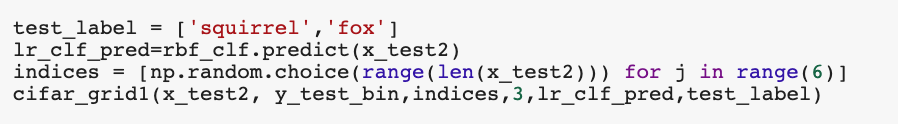 test_label = ['squirrel','fox']
lr_clf_pred=rbf_clf.predict(x_test2)
indices = [np.random.choice(range(len(x_test2))) for j in range(6)]
cifar_grid1(x_test2, y_test_bin,indices,3,lr_clf_pred,test_label)